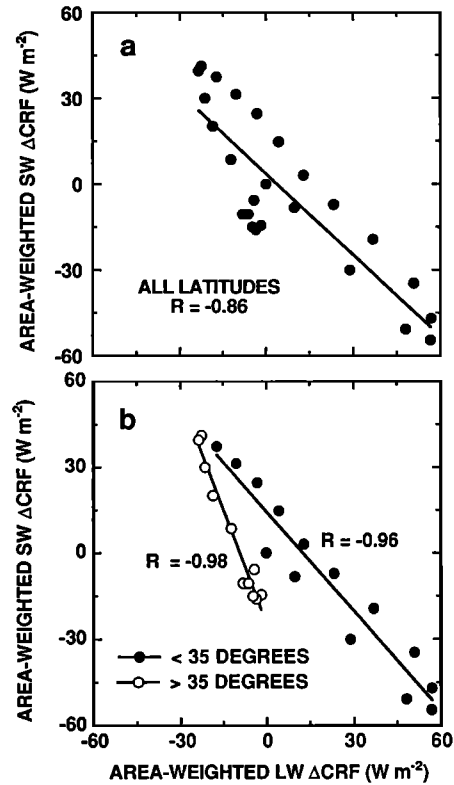 a
60
30
0
-30
-60
AREA-WEIGHTED SW ΔCRF (W m-2)
ALL LATITUDES
R = -0.86
b
60
30
0
-30
-60
AREA-WEIGHTED SW ΔCRF (W m-2)
R = -0.98
R = -0.96
< 35 DEGREES
> 35 DEGREES
-60 -30 0 30 60
AREA-WEIGHTED LW ΔCRF (W m-2)